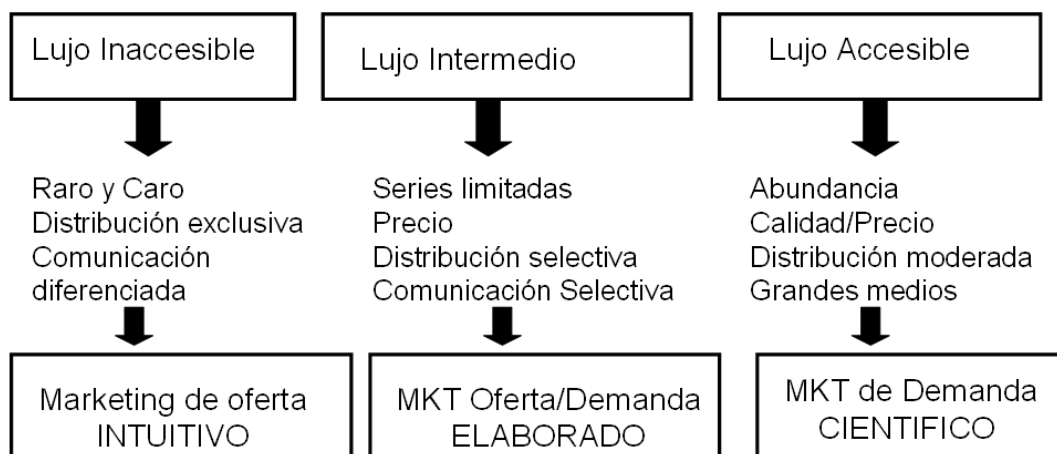 Lujo Inaccesible
Raro y Caro
Distribución exclusiva
Comunicación
diferenciada
Marketing de oferta
INTUITIVO
Lujo Intermedio
Series limitadas
Precio
Distribución selectiva
Comunicación Selectiva
MKT Oferta/Demanda
ELABORADO
Lujo Accesible
Abundancia
Calidad/Precio
Distribución moderada
Grandes medios
MKT de Demanda
CIENTIFICO